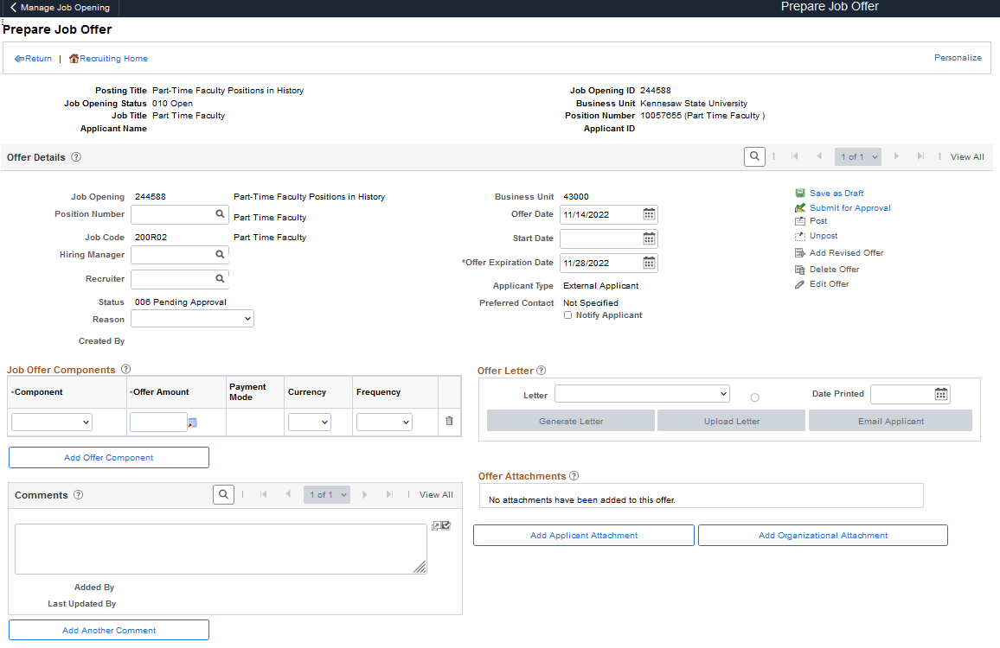 Manage Job Opening
Prepare Job Offer
Prepare Job Offer
Return | Recruiting Home
Personalize
Posting Title Part-Time Faculty Positions in History
Job Opening Status 010 Open
Job Title Part Time Faculty
Applicant Name
Job Opening ID 244588
Business Unit Kennesaw State University
Position Number 10057655 (Part Time Faculty )
Applicant ID
Offer Details ?
1 of 1
View All
Job Opening 244588 Part-Time Faculty Positions in History
Position Number Part Time Faculty
Job Code 200R02 Part Time Faculty
Hiring Manager
Recruiter
Status 006 Pending Approval
Reason
Created By
Business Unit 43000
Offer Date 11/14/2022
Start Date
*Offer Expiration Date 11/28/2022
Applicant Type External Applicant
Preferred Contact Not Specified
Notify Applicant
Save as Draft
Submit for Approval
Post
Unpost
Add Revised Offer
Delete Offer
Edit Offer
Job Offer Components ?
*Component *Offer Amount Payment Mode Currency Frequency
Add Offer Component
Offer Letter ?
Letter Date Printed
Generate Letter Upload Letter Email Applicant
Comments ?
1 of 1
View All
Added By
Last Updated By
Add Another Comment
Offer Attachments ?
No attachments have been added to this offer.
Add Applicant Attachment Add Organizational Attachment